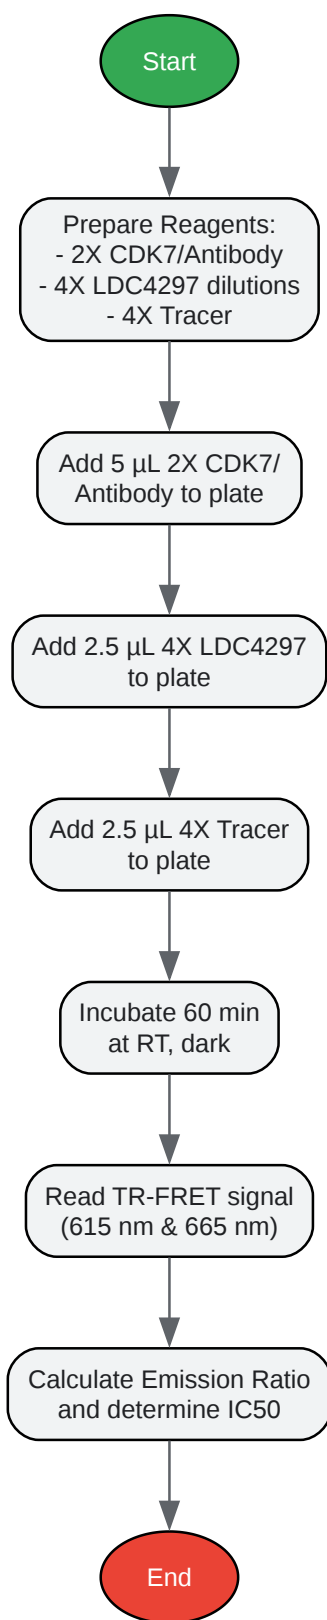 Start
Prepare Reagents:
- 2X CDK7/Antibody
- 4X LDC4297 dilutions
- 4X Tracer
Add 5 µL 2X CDK7/
Antibody to plate
Add 2.5 µL 4X LDC4297
to plate
Add 2.5 µL 4X Tracer
to plate
Incubate 60 min
at RT, dark
Read TR-FRET signal
(615 nm & 665 nm)
Calculate Emission Ratio
and determine IC50
End